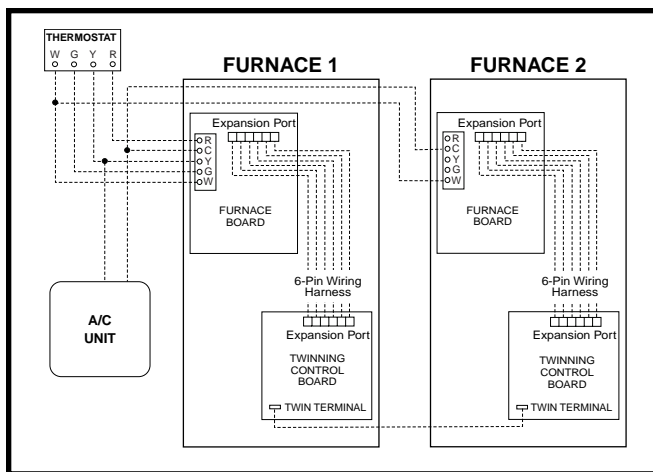 THERMOSTAT
W G Y R
FURNACE 1
FURNACE 2
Expansion Port
R
C
Y
G
W
FURNACE
BOARD
6-Pin Wiring
Harness
Expansion Port
TWINNING
CONTROL
BOARD
TWIN TERMINAL
Expansion Port
R
C
Y
G
W
FURNACE
BOARD
6-Pin Wiring
Harness
Expansion Port
TWINNING
CONTROL
BOARD
TWIN TERMINAL
A/C
UNIT